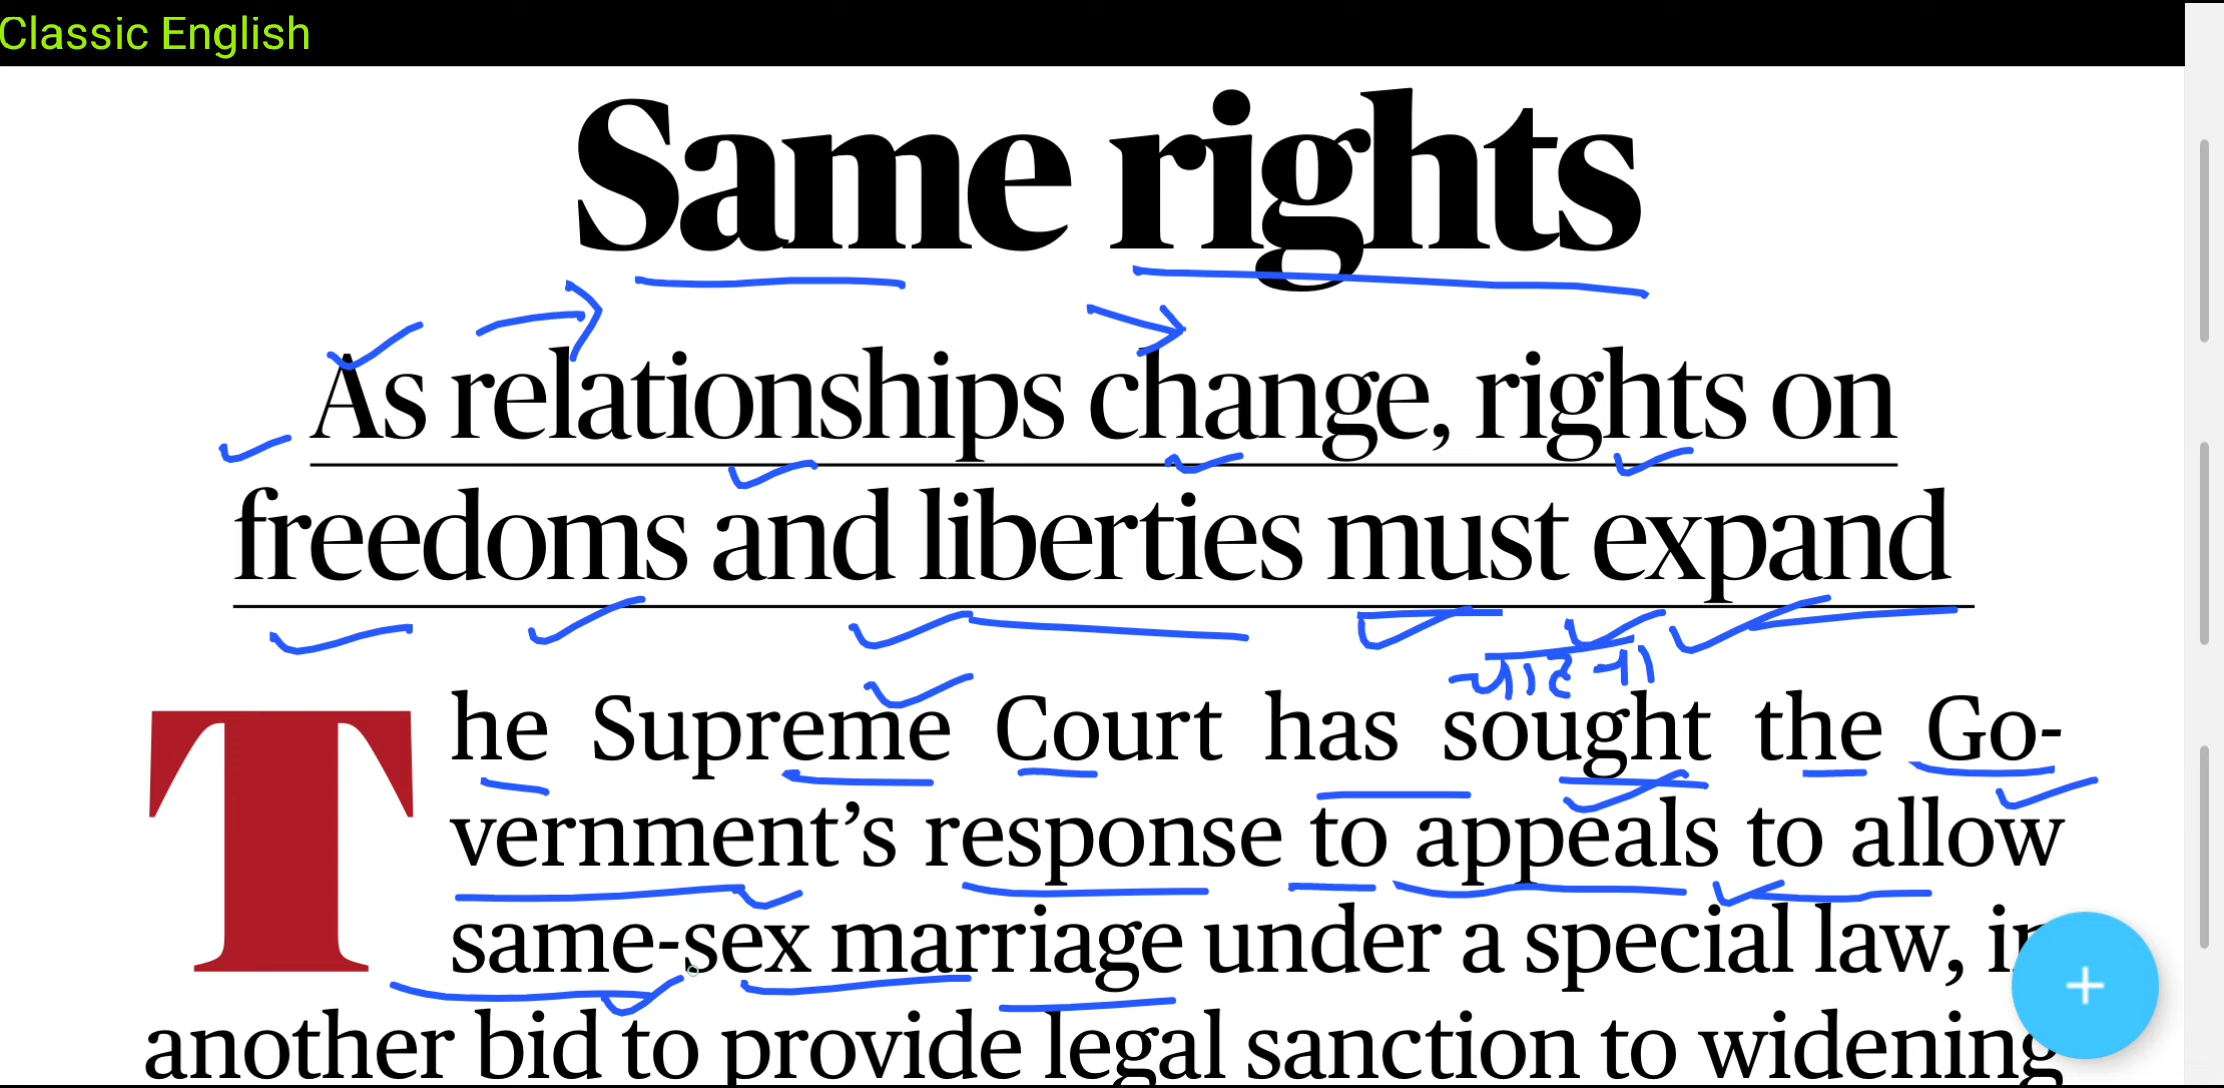 Classic English
Same rights
As relationships change, rights on
freedoms and liberties must expand
चाहना
The Supreme Court has sought the Go-
vernment's response to appeals to allow
same-sex marriage under a special law, in
another bid to provide legal sanction to widening